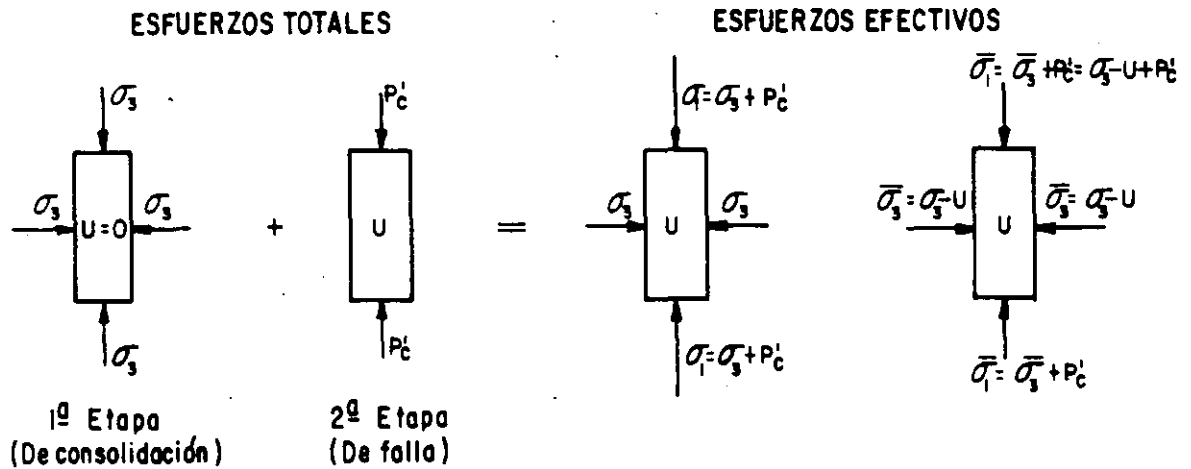 ESFUERZOS TOTALES
ESFUERZOS EFECTIVOS
σ₃
σ₃
U=0
σ₃
σ₃
1ª Etapa
(De consolidación)
+
P'c
U
P'c
2ª Etapa
(De falla)
=
σ₁=σ₃+P'c
σ₃
U
σ₃
σ₁=σ₃+P'c
σ̅₁=σ̅₃+P'c=σ₃-U+P'c
σ̅₃=σ₃-U
U
σ̅₃=σ₃-U
σ̅₁=σ̅₃+P'c